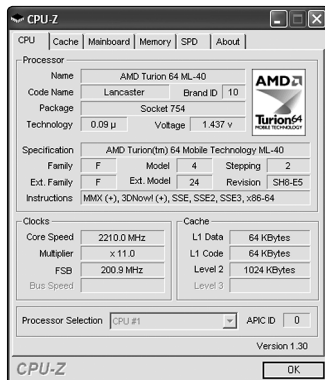 CPU-Z
CPU Cache Mainboard Memory SPD About
Processor
Name AMD Turion 64 ML-40
Code Name Lancaster Brand ID 10
Package Socket 754
Technology 0.09 µ Voltage 1.437 v
AMD
Turion64
MOBILE TECHNOLOGY
Specification AMD Turion(tm) 64 Mobile Technology ML-40
Family F Model 4 Stepping 2
Ext. Family F Ext. Model 24 Revision SH8-E5
Instructions MMX (+), 3DNow! (+), SSE, SSE2, SSE3, x86-64
Clocks
Core Speed 2210.0 MHz
Multiplier x 11.0
FSB 200.9 MHz
Bus Speed
Cache
L1 Data 64 KBytes
L1 Code 64 KBytes
Level 2 1024 KBytes
Level 3
Processor Selection CPU #1 APIC ID 0
Version 1.30
CPU-Z OK